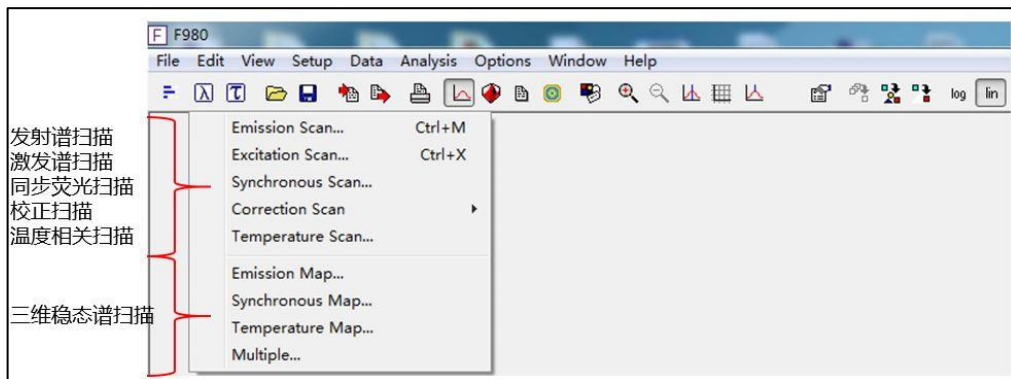 F F980
File Edit View Setup Data Analysis Options Window Help
λ τ log lin
发射谱扫描
激发谱扫描
同步荧光扫描
校正扫描
温度相关扫描
三维稳态谱扫描
Emission Scan... Ctrl+M
Excitation Scan... Ctrl+X
Synchronous Scan...
Correction Scan
Temperature Scan...
Emission Map...
Synchronous Map...
Temperature Map...
Multiple...